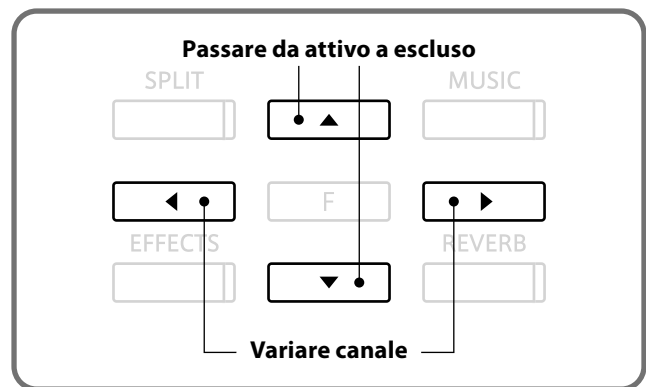 Passare da attivo a escluso
SPLIT
MUSIC
F
EFFECTS
REVERB
Variare canale